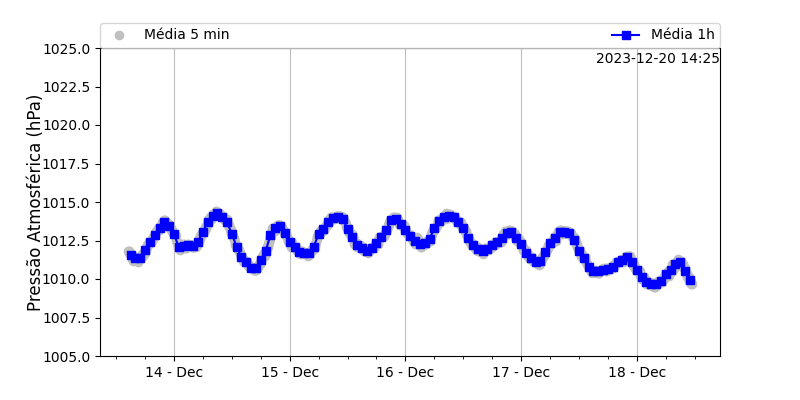 Média 5 min
Média 1h
2023-12-20 14:25
Pressão Atmosférica (hPa)
1025.0
1022.5
1020.0
1017.5
1015.0
1012.5
1010.0
1007.5
1005.0
14 - Dec
15 - Dec
16 - Dec
17 - Dec
18 - Dec